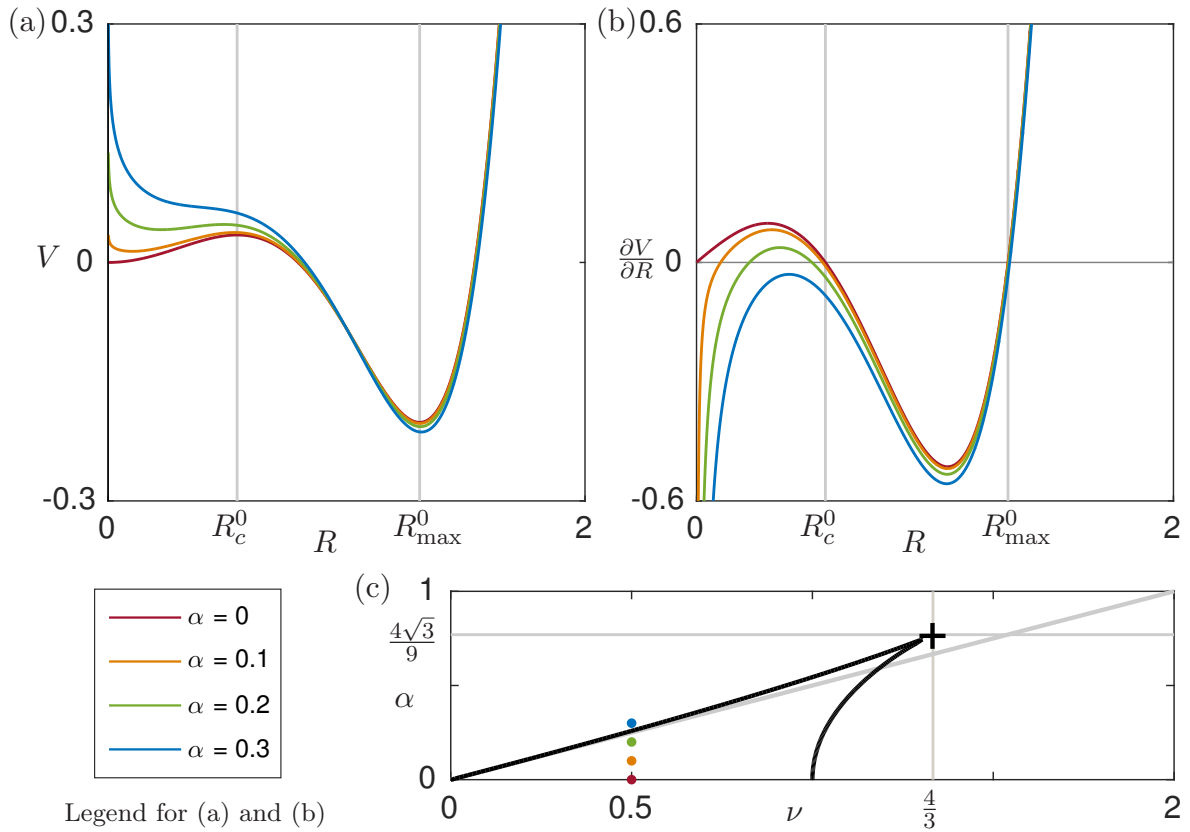 (a)
0.3
V
0
-0.3
0
R_c^0
R
R_max^0
2
(b)
0.6
∂V/∂R
0
-0.6
0
R_c^0
R
R_max^0
2
α = 0
α = 0.1
α = 0.2
α = 0.3
Legend for (a) and (b)
(c)
1
4√3/9
α
0
0
0.5
ν
4/3
2